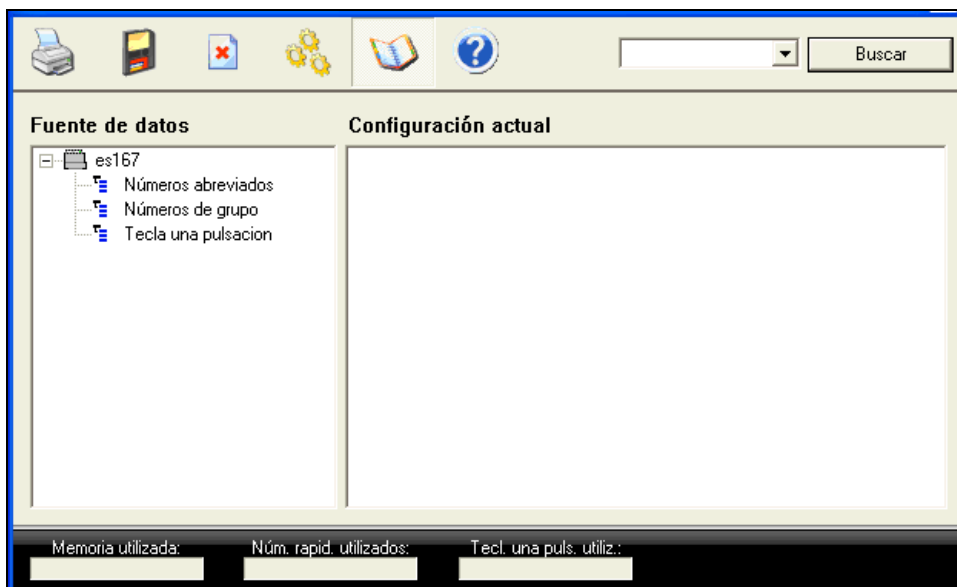 Buscar
Fuente de datos
Configuración actual
es167
Números abreviados
Números de grupo
Tecla una pulsacion
Memoria utilizada:
Núm. rapid. utilizados:
Tecl. una puls. utiliz.: